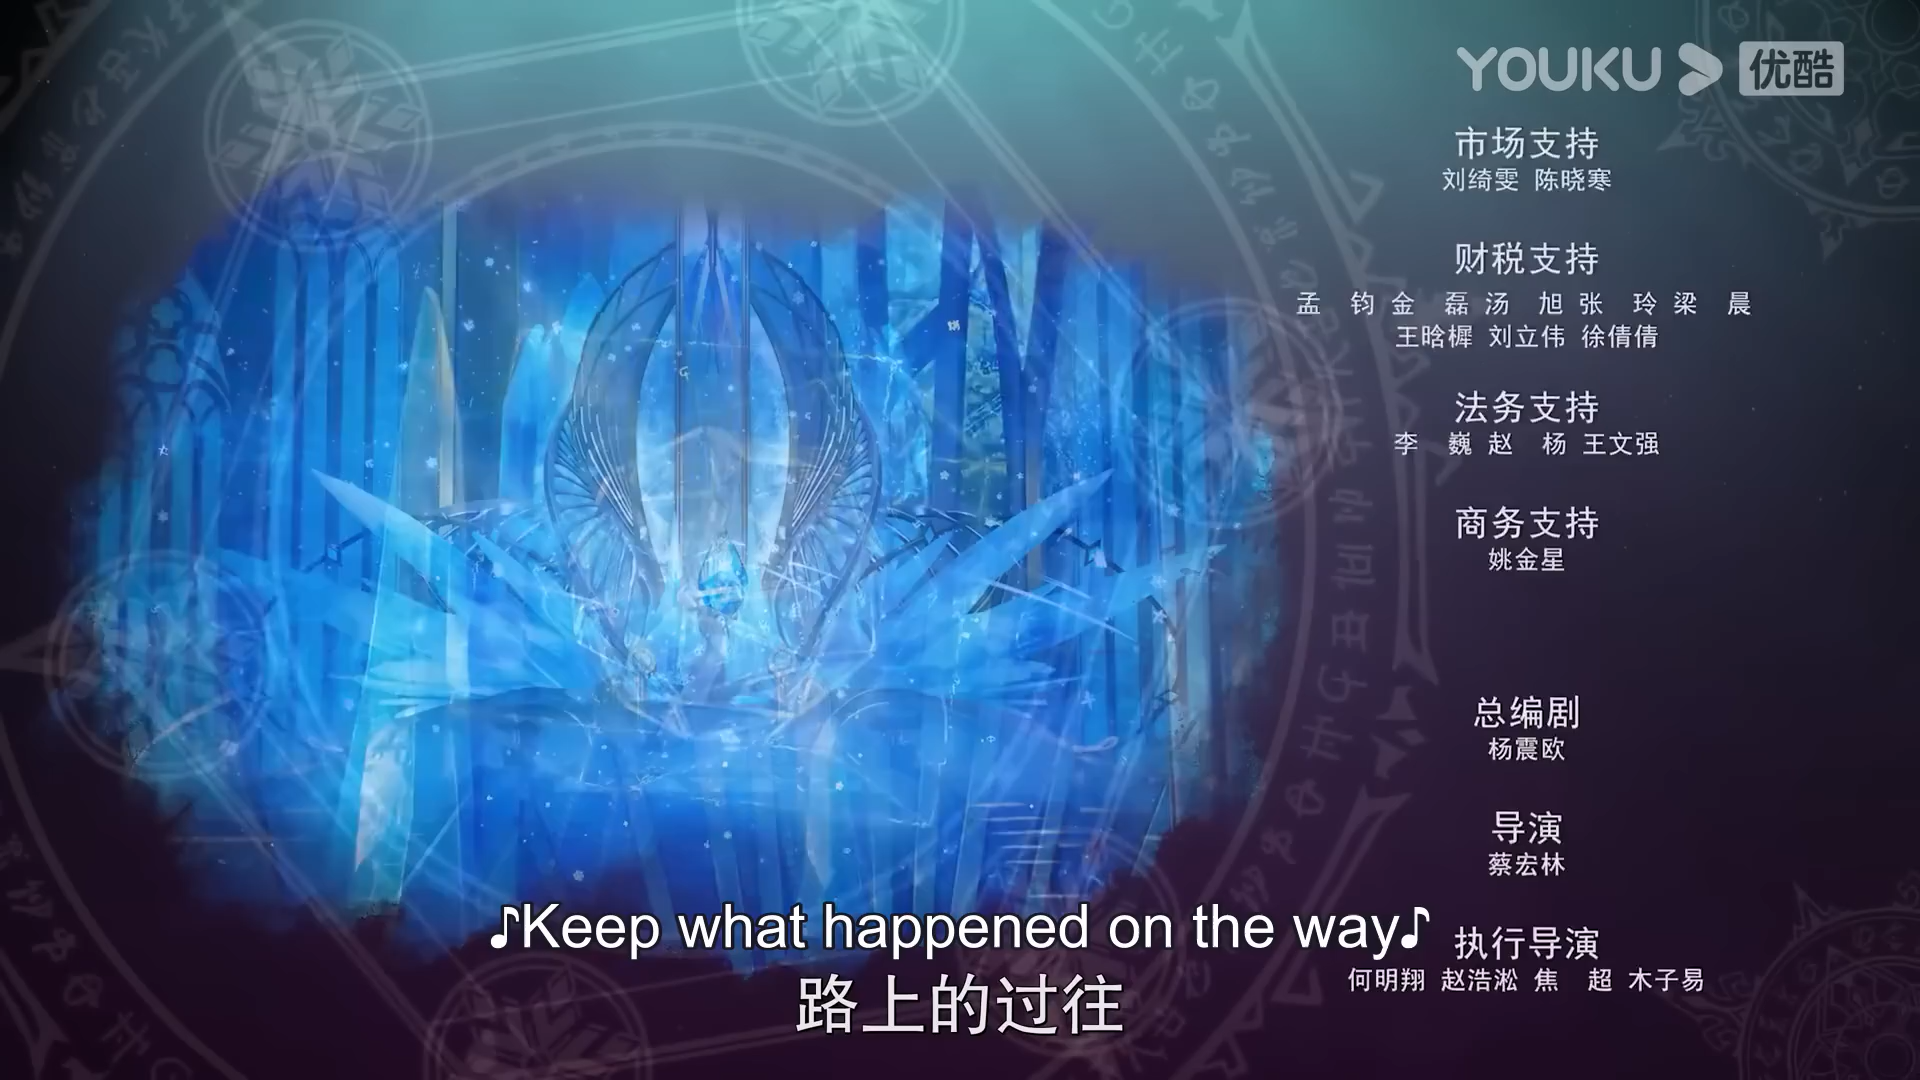 YOUKU 优酷
市场支持
刘绮雯 陈晓寒
财税支持
孟　钧 金　磊 汤　旭 张　玲 梁　晨
王晗樨 刘立伟 徐倩倩
法务支持
李　巍 赵　杨 王文强
商务支持
姚金星
总编剧
杨震欧
导演
蔡宏林
执行导演
何明翔 赵浩淞 焦　超 木子易
♪Keep what happened on the way♪
路上的过往